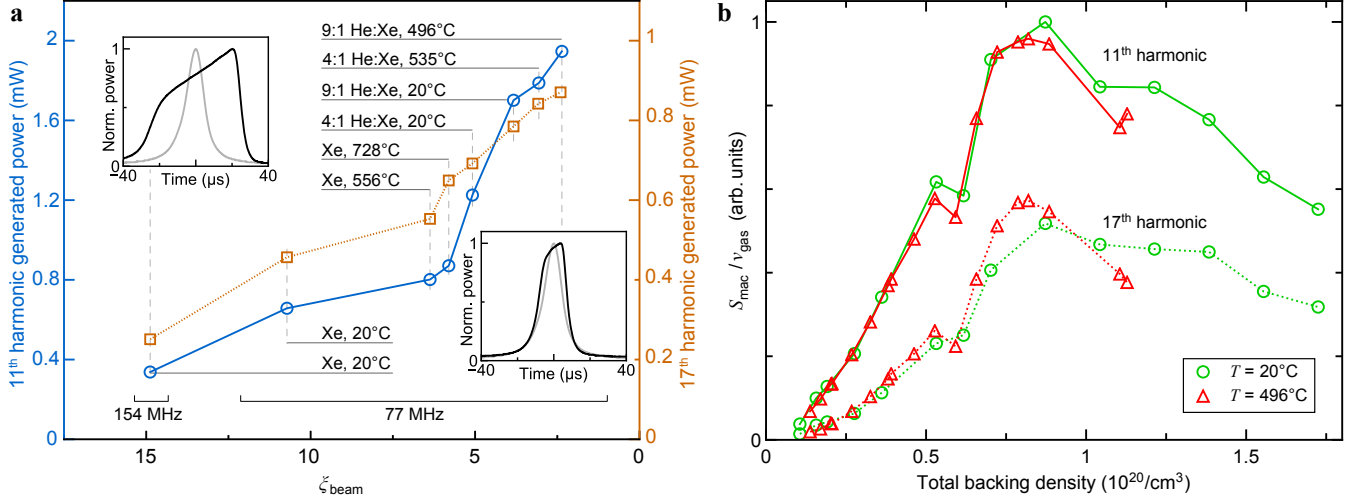 a
11th harmonic generated power (mW)
2
1.6
1.2
0.8
0.4
0
Norm. power
1
0
−40
40
Time (μs)
9:1 He:Xe, 496°C
4:1 He:Xe, 535°C
9:1 He:Xe, 20°C
4:1 He:Xe, 20°C
Xe, 728°C
Xe, 556°C
Norm. power
1
0
−40
40
Time (μs)
Xe, 20°C
Xe, 20°C
154 MHz
77 MHz
15
10
5
0
ξbeam
1
0.8
0.6
0.4
0.2
0
17th harmonic generated power (mW)
b
Smac / vgas (arb. units)
1
0
11th harmonic
17th harmonic
T = 20°C
T = 496°C
0
0.5
1
1.5
Total backing density (10²⁰/cm³)